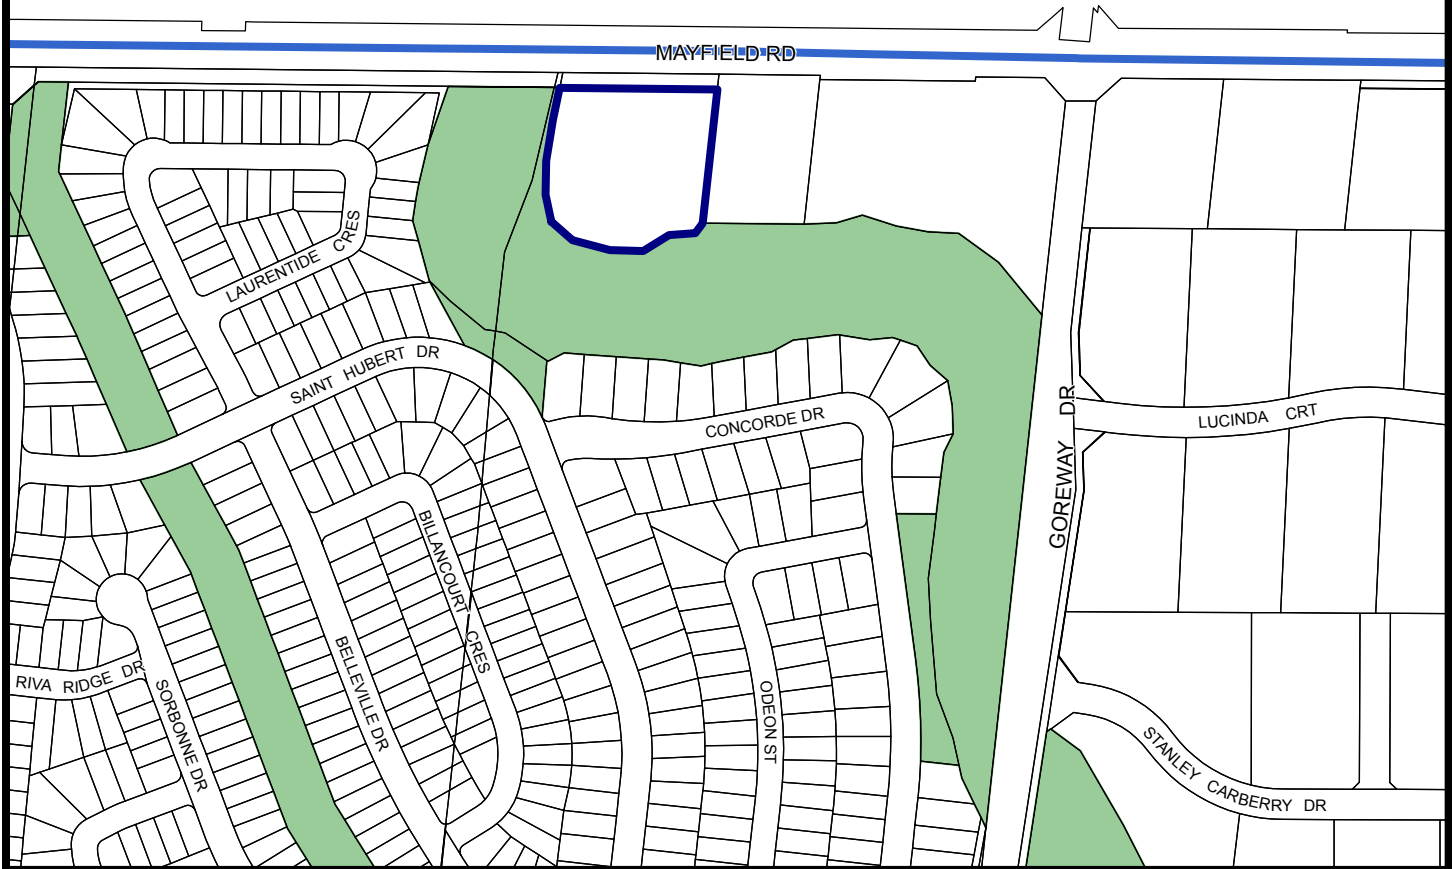 MAYFIELD RD
LAURENTIDE CRES
SAINT HUBERT DR
CONCORDE DR
LUCINDA CRT
GOREWAY DR
BILLANCOURT CRES
BELLEVILLE DR
RIVA RIDGE DR
SORBONNE DR
ODEON ST
STANLEY CARBERRY DR